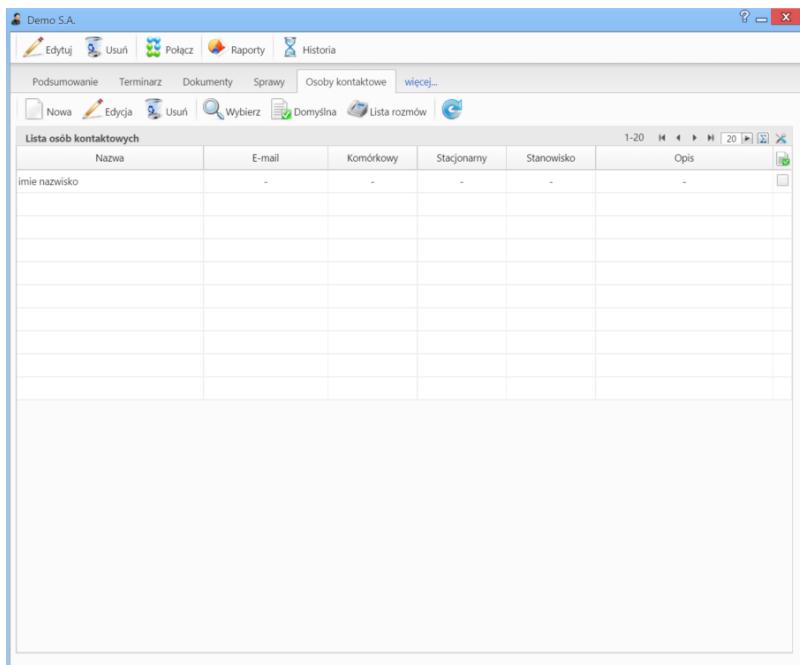 Demo S.A.
Edytuj Usuń Połącz Raporty Historia
Podsumowanie Terminarz Dokumenty Sprawy Osoby kontaktowe więcej...
Nowa Edycja Usuń Wybierz Domyślna Lista rozmów
Lista osób kontaktowych 1-20 20
Nazwa E-mail Komórkowy Stacjonarny Stanowisko Opis
imie nazwisko - - - - -